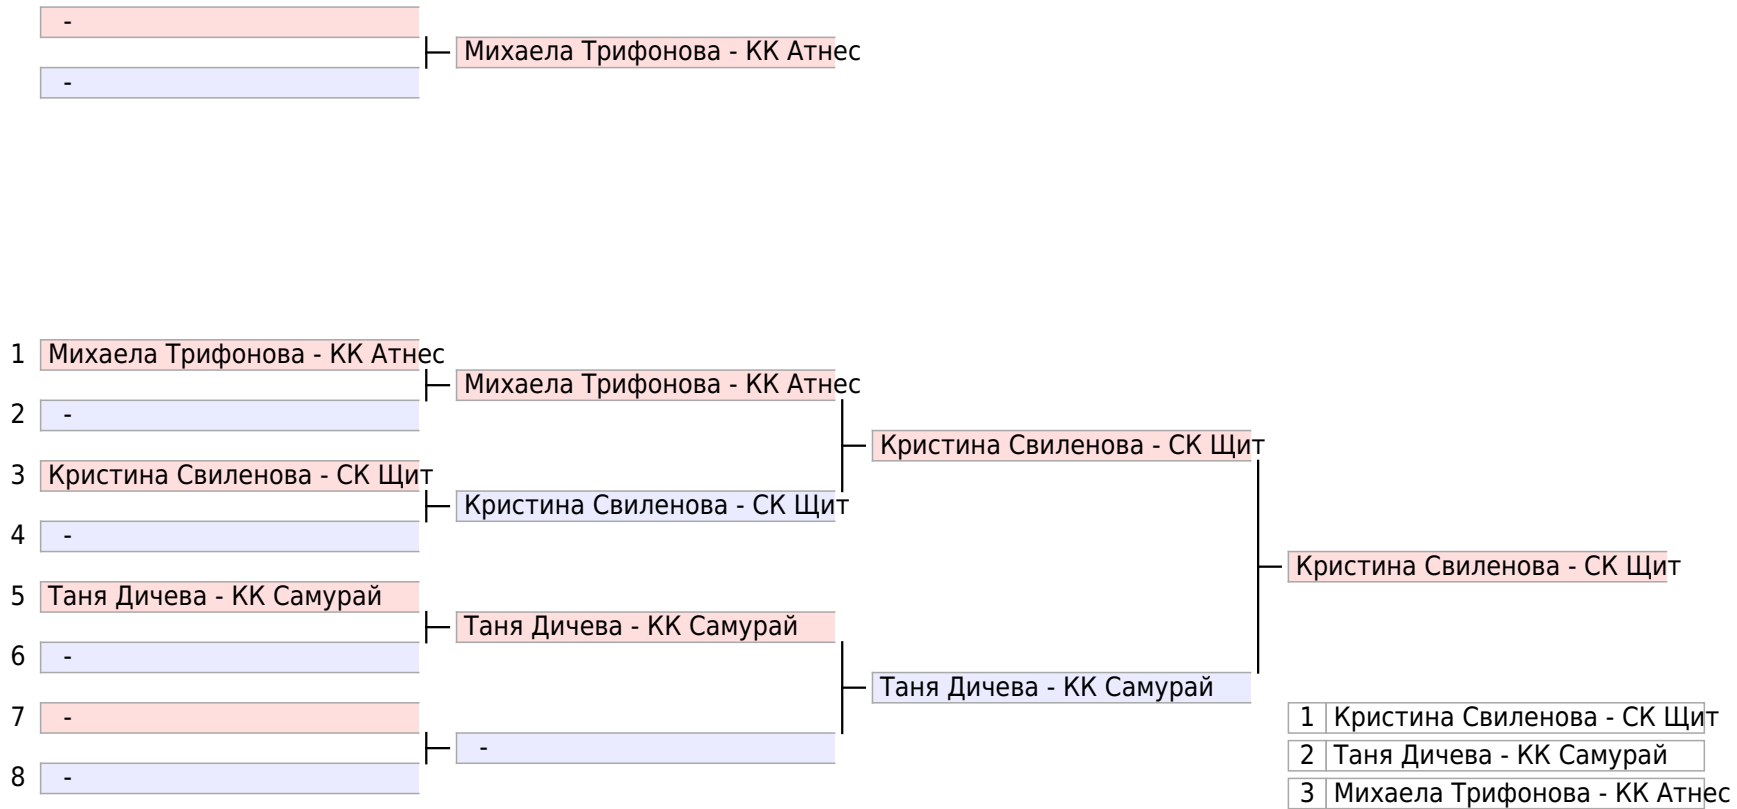 -
Михаела Трифонова - КК Атнес
-
1 Михаела Трифонова - КК Атнес
Михаела Трифонова - КК Атнес
2 -
Кристина Свиленова - СК Щит
3 Кристина Свиленова - СК Щит
Кристина Свиленова - СК Щит
4 -
Кристина Свиленова - СК Щит
5 Таня Дичева - КК Самурай
Таня Дичева - КК Самурай
6 -
Таня Дичева - КК Самурай
7 -
-
8 -
1 Кристина Свиленова - СК Щит
2 Таня Дичева - КК Самурай
3 Михаела Трифонова - КК Атнес